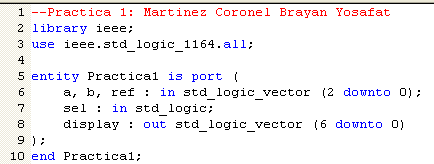 1 --Practica 1: Martinez Coronel Brayan Yosafat
2 library ieee;
3 use ieee.std_logic_1164.all;
4
5 entity Practica1 is port (
6     a, b, ref : in std_logic_vector (2 downto 0);
7     sel : in std_logic;
8     display : out std_logic_vector (6 downto 0)
9 );
10 end Practica1;